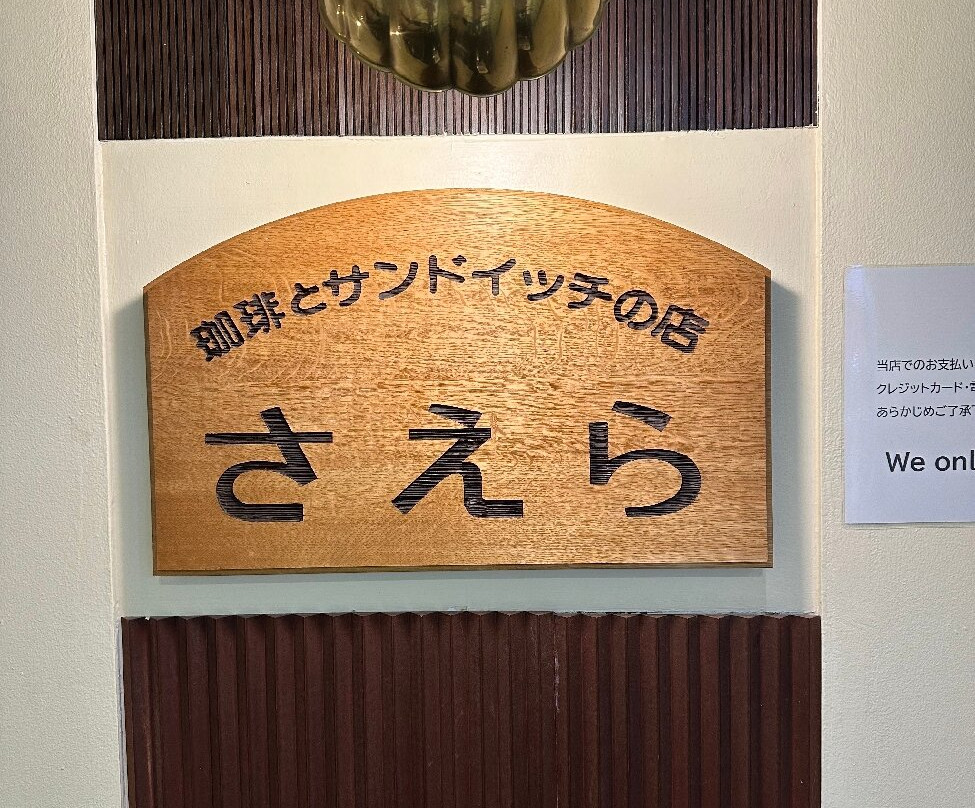 珈琲とサンドイッチの店
さえら
当店でのお支払い
クレジットカード・
あらかじめご了承
We onl